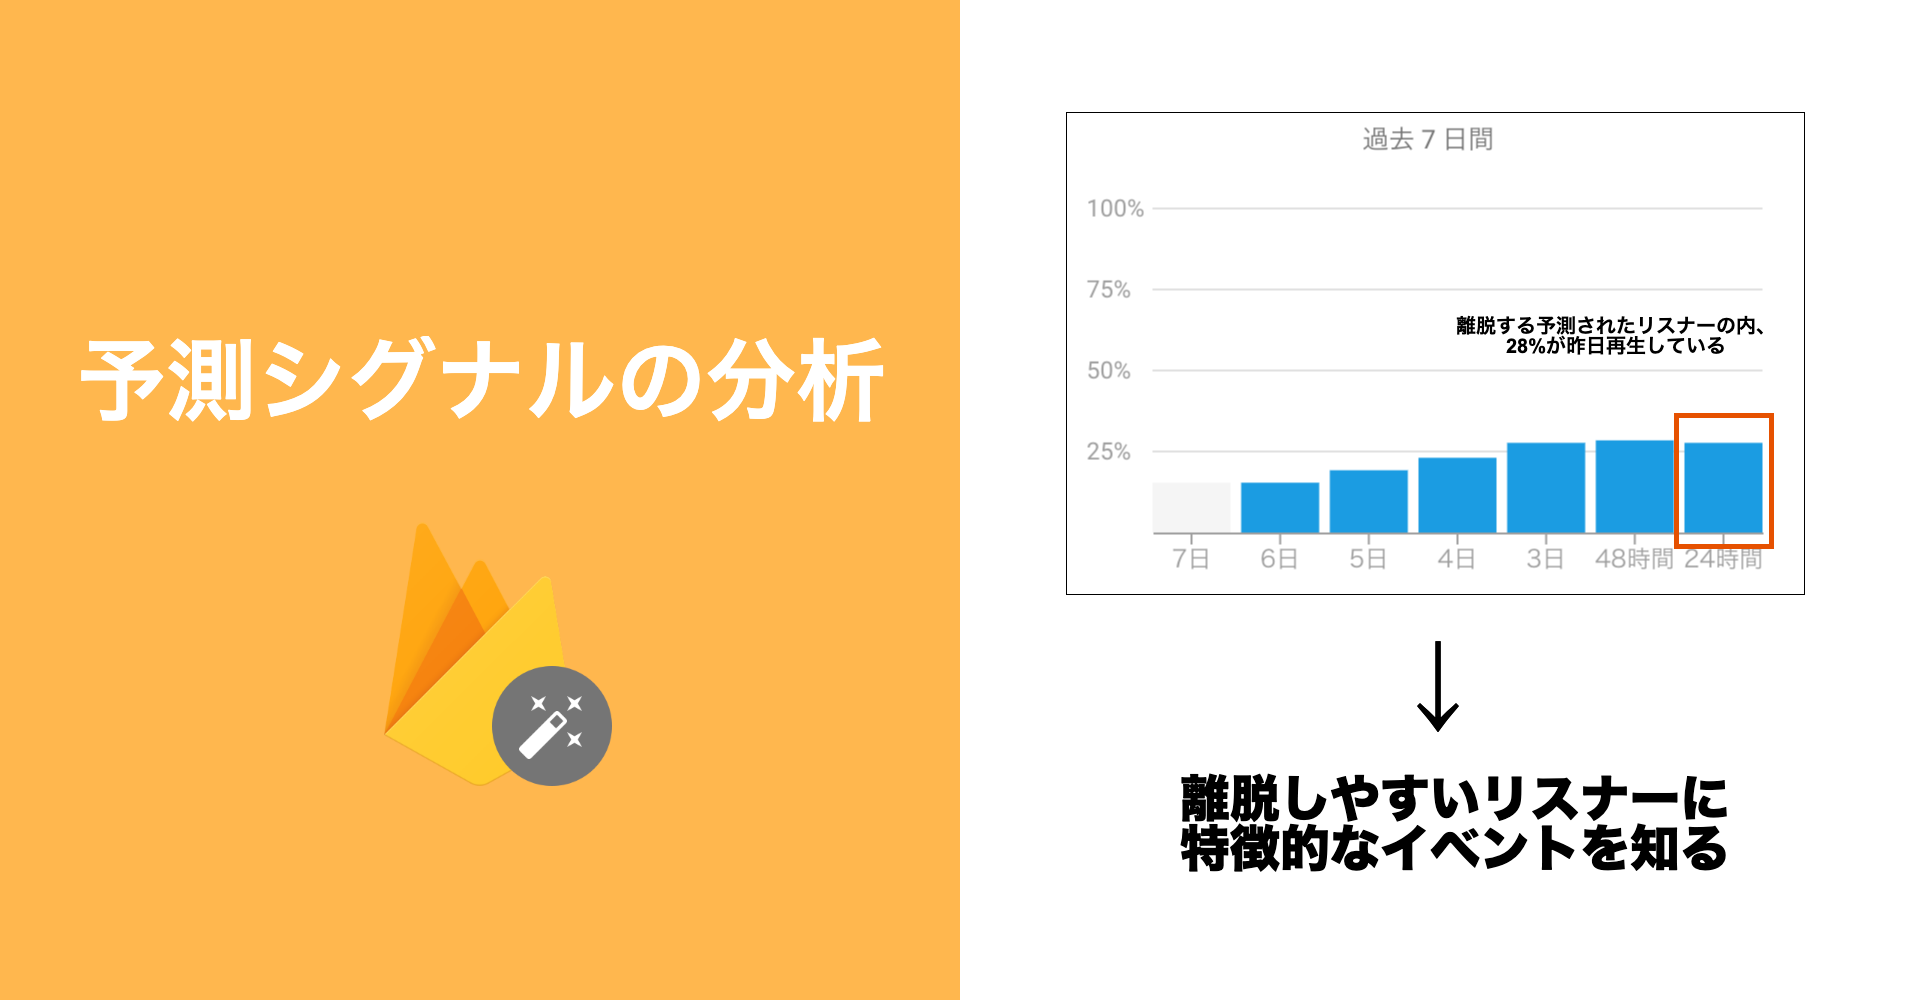 予測シグナルの分析
過去 7 日間
100%
75%
離脱する予測されたリスナーの内、
28%が昨日再生している
50%
25%
7日 6日 5日 4日 3日 48時間 24時間
離脱しやすいリスナーに
特徴的なイベントを知る